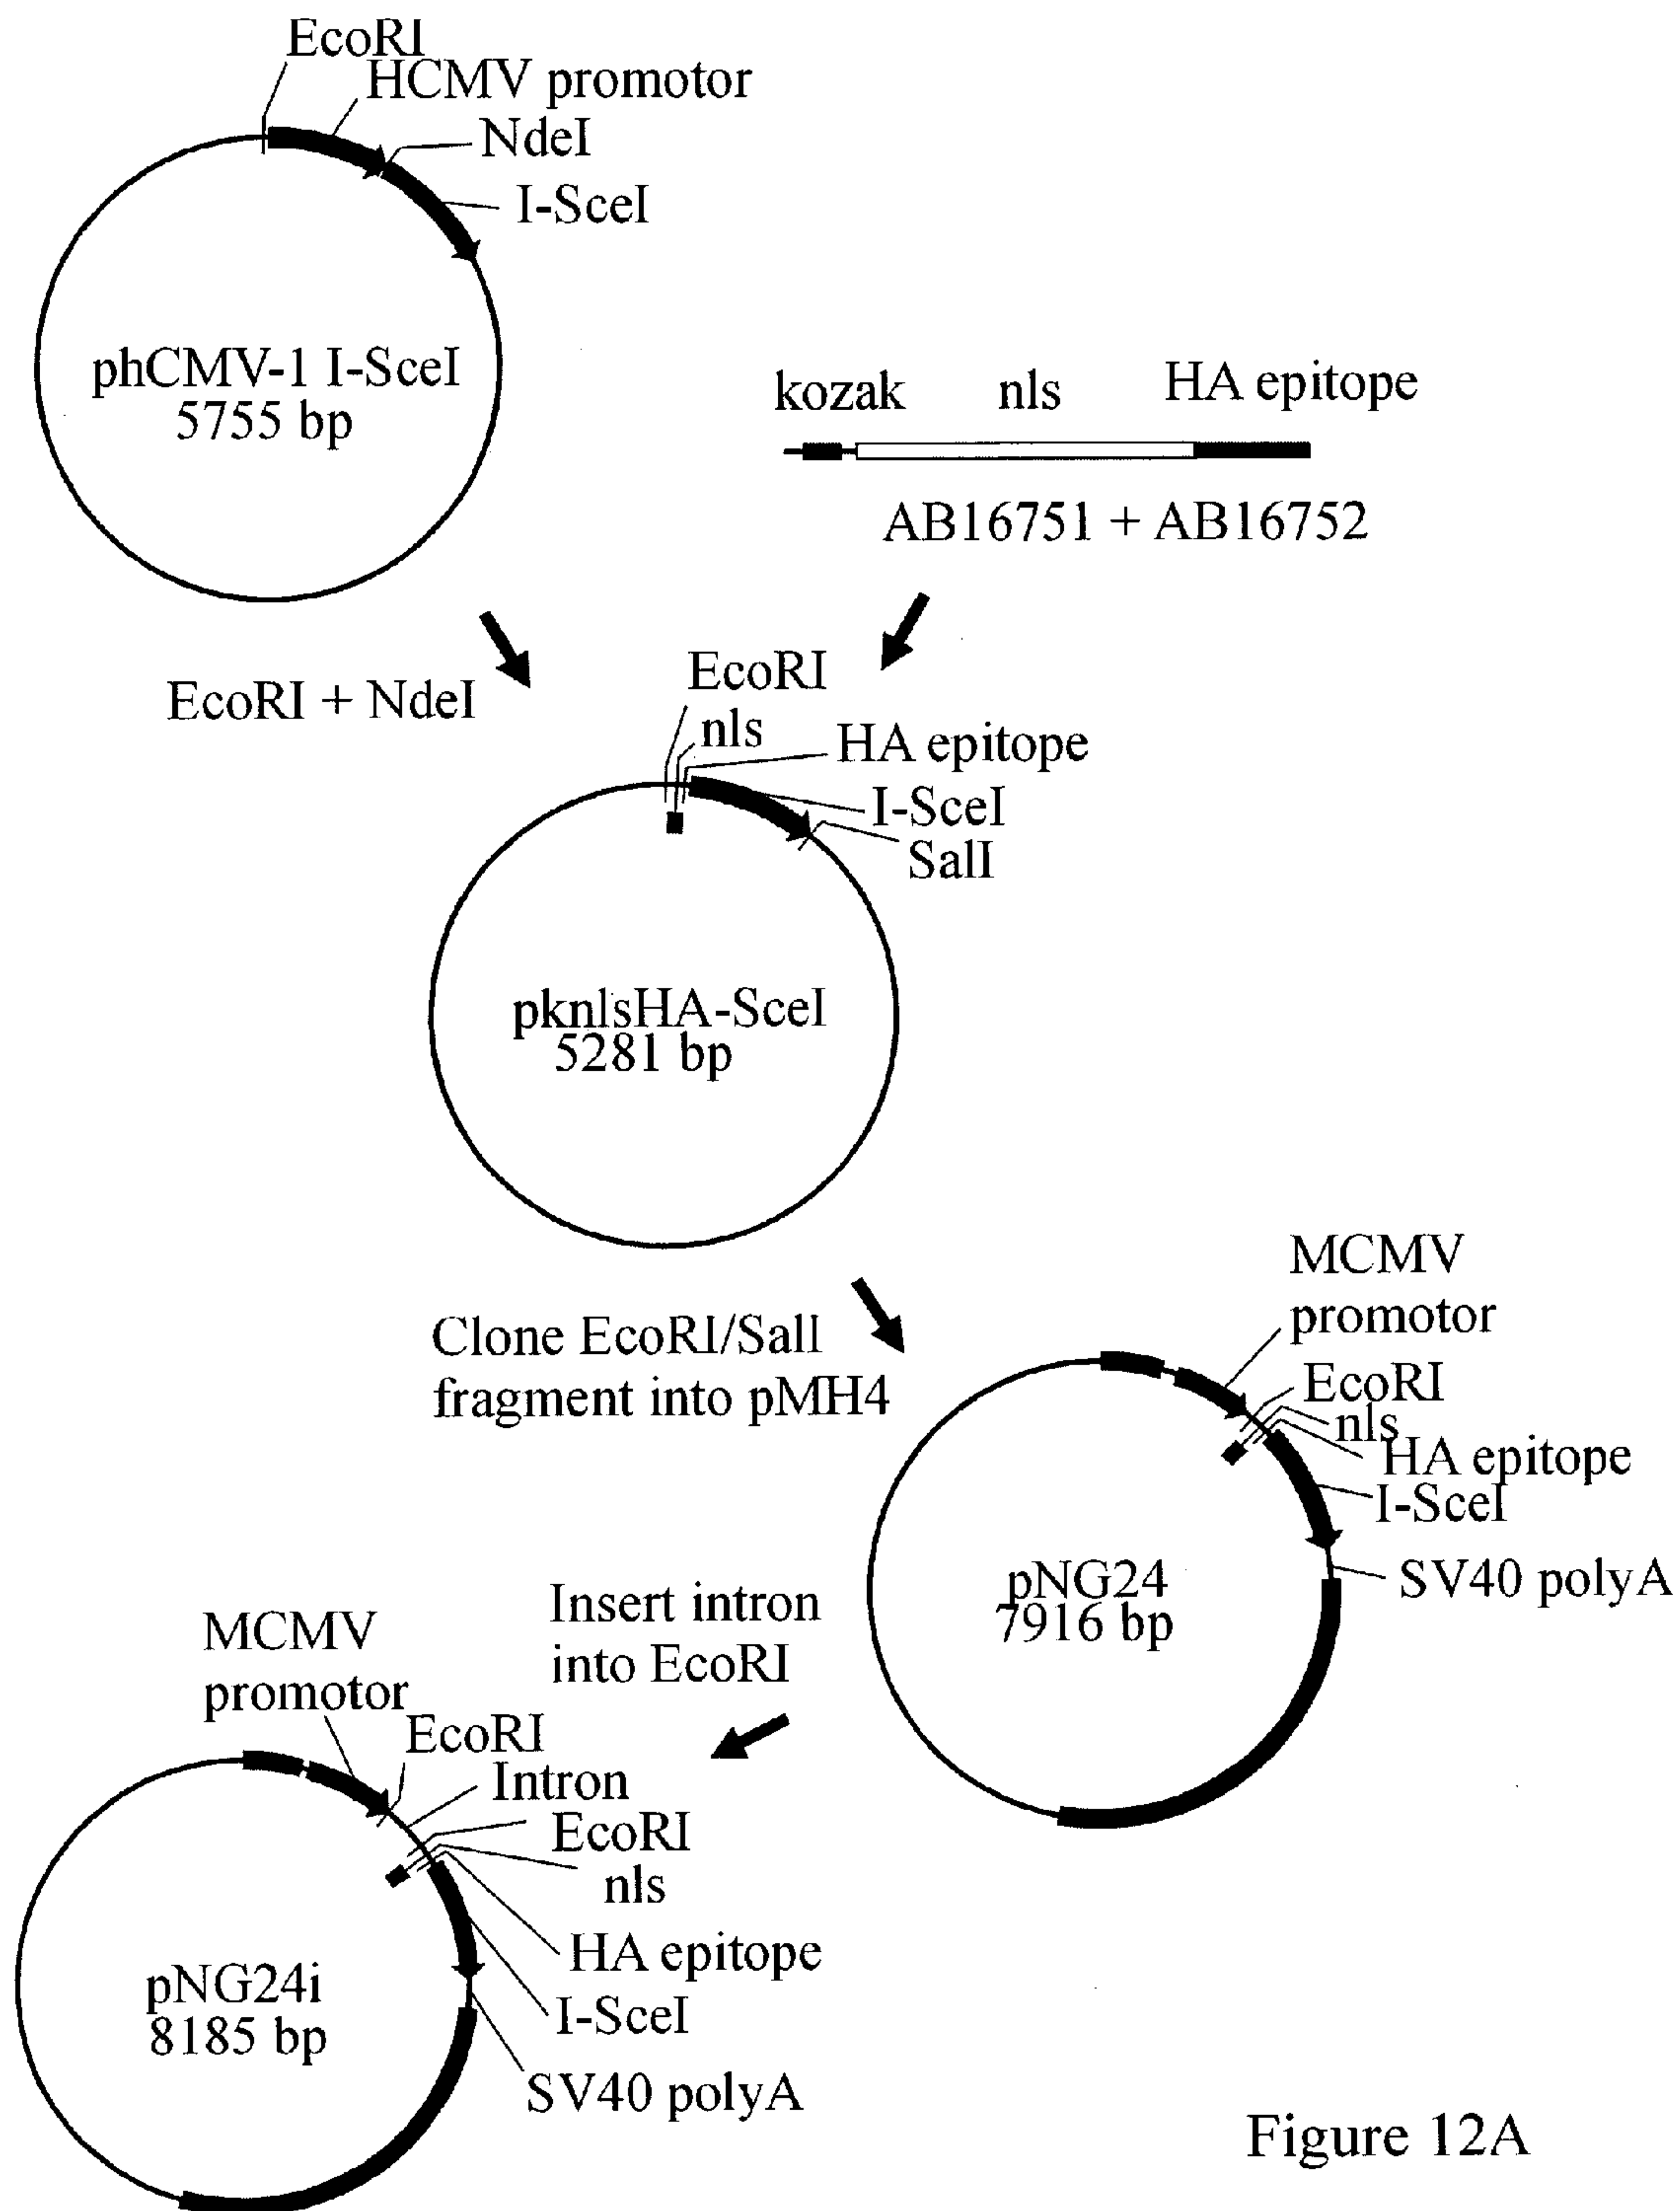 EcoRI
HCMV promotor
NdeI
I-SceI
phCMV-1 I-SceI
5755 bp
kozak nls HA epitope
AB16751 + AB16752
EcoRI + NdeI
EcoRI
nls
HA epitope
I-SceI
SalI
pknlsHA-SceI
5281 bp
Clone EcoRI/SalI
fragment into pMH4
MCMV
promotor
EcoRI
nls
HA epitope
I-SceI
SV40 polyA
pNG24
7916 bp
Insert intron
into EcoRI
MCMV
promotor
EcoRI
Intron
EcoRI
nls
HA epitope
I-SceI
SV40 polyA
pNG24i
8185 bp
Figure 12A